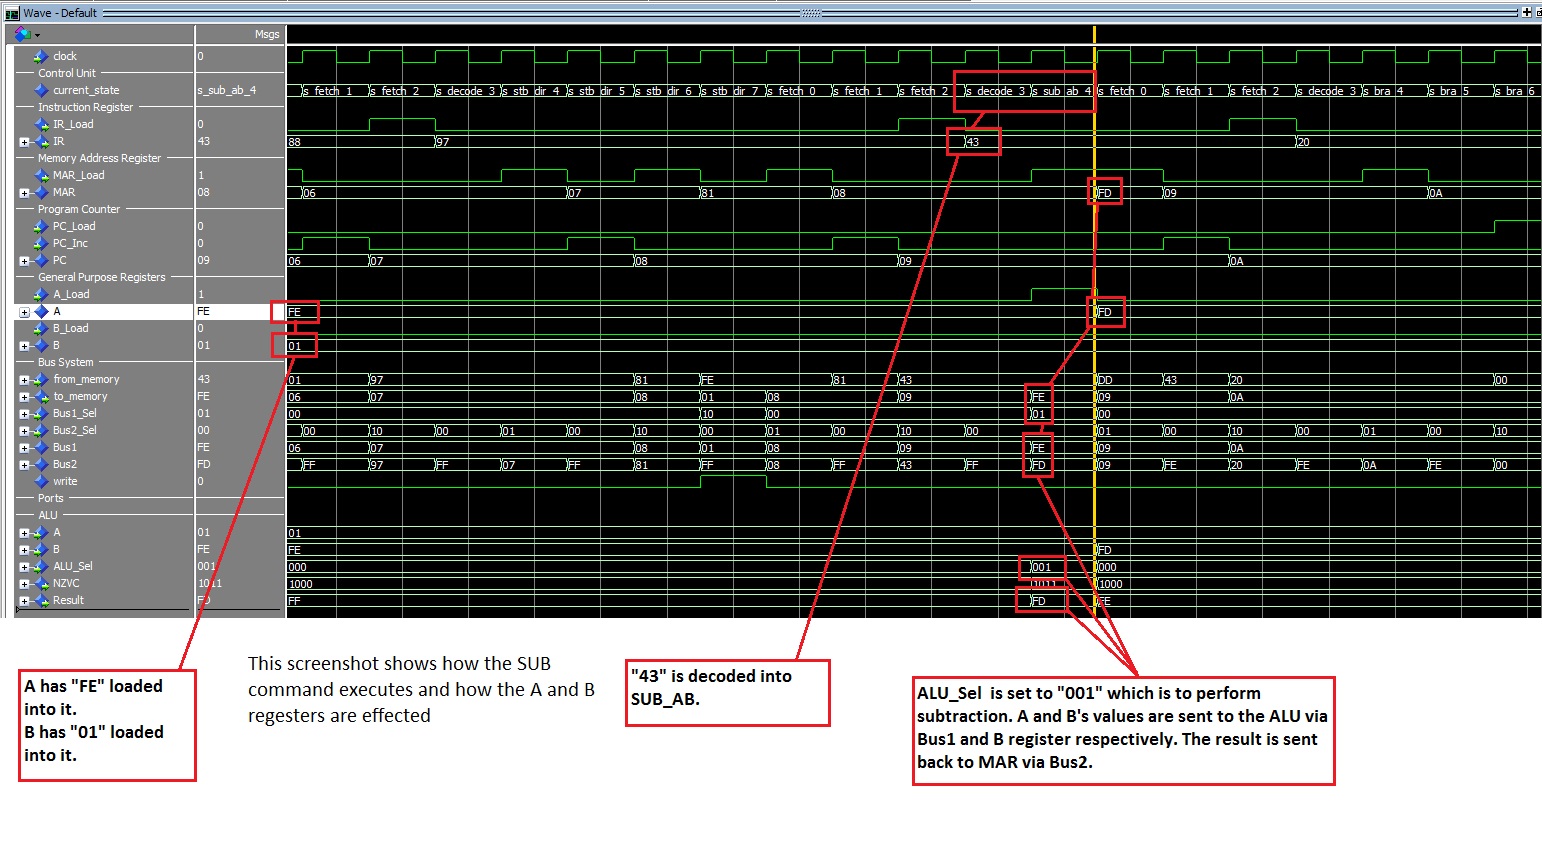 Wave - Default
Msgs
clock 0
Control Unit
current_state s_sub_ab_4 s_fetch_1 s_fetch_2 s_decode_3 s_stb_dir_4 s_stb_dir_5 s_stb_dir_6 s_stb_dir_7 s_fetch_0 s_fetch_1 s_fetch_2 s_decode_3 s_sub_ab_4 s_fetch_0 s_fetch_1 s_fetch_2 s_decode_3 s_bra_4 s_bra_5 s_bra_6
Instruction Register
IR_Load 0
IR 43 88 97 43 20
Memory Address Register
MAR_Load 1
MAR 08 06 07 81 08 FD 09 0A
Program Counter
PC_Load 0
PC_Inc 0
PC 09 06 07 08 09 0A
General Purpose Registers
A_Load 1
A FE FE FD
B_Load 0
B 01 01
Bus System
from_memory 43 01 97 81 FE 81 43 DD 43 20 00
to_memory FE 06 07 08 01 08 09 FE 09 0A
Bus1_Sel 01 00 10 00 01 00
Bus2_Sel 00 00 10 00 01 00 10 00 01 00 10 00 01 00 10 00 01 00 10
Bus1 FE 06 07 08 01 08 09 FE 09 0A
Bus2 FD FF 97 FF 07 FF 81 FF 08 FF 43 FF FD 09 FE 20 FE 0A FE 00
write 0
Ports
ALU
A 01 01
B FE FE FD
ALU_Sel 001 000 001 000
NZVC 1011 1000 1011 1000
Result FD FF FD FE
A has "FE" loaded
into it.
B has "01" loaded
into it.
This screenshot shows how the SUB
command executes and how the A and B
regesters are effected
"43" is decoded into
SUB_AB.
ALU_Sel is set to "001" which is to perform
subtraction. A and B's values are sent to the ALU via
Bus1 and B register respectively. The result is sent
back to MAR via Bus2.